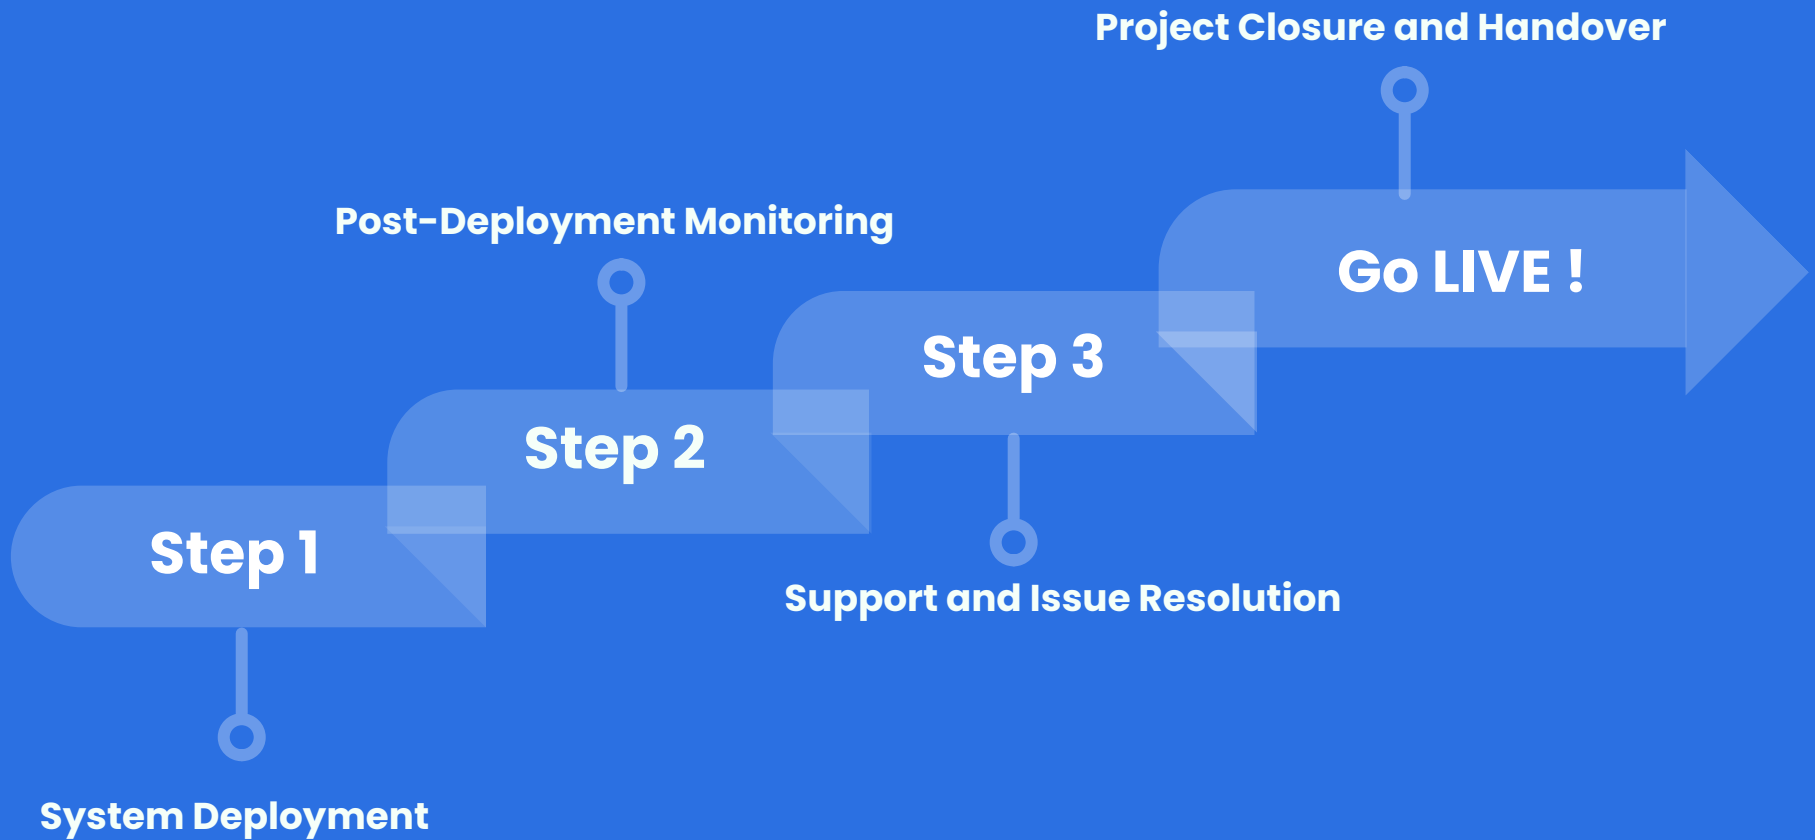 Project Closure and Handover
Go LIVE !
Post-Deployment Monitoring
Step 3
Step 2
Step 1
Support and Issue Resolution
System Deployment